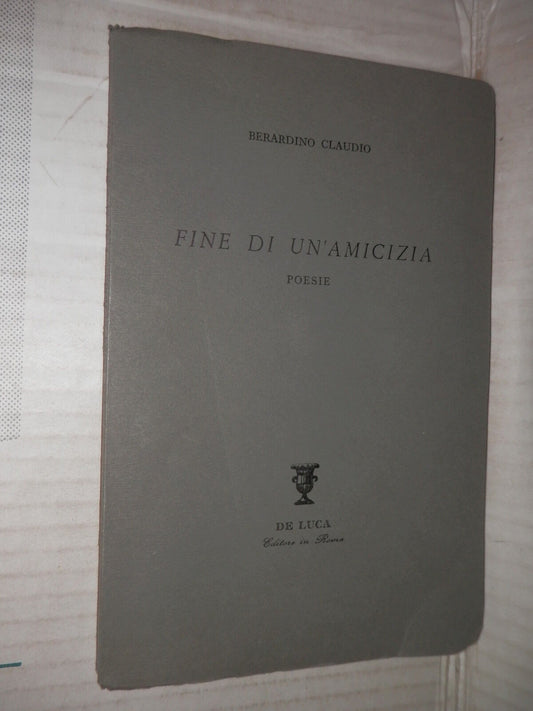 BERARDINO CLAUDIO
FINE DI UN'AMICIZIA
POESIE
DE LUCA
Editore in Roma